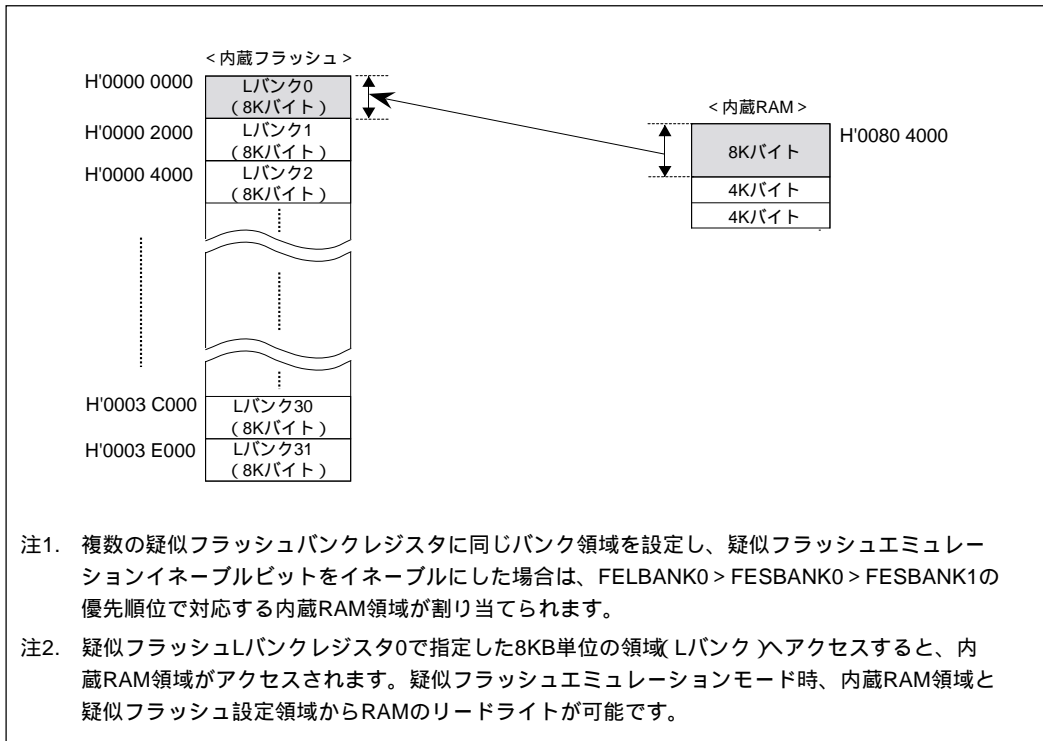 <内蔵フラッシュ>
H'0000 0000
Lバンク0
(8Kバイト)
H'0000 2000
Lバンク1
(8Kバイト)
H'0000 4000
Lバンク2
(8Kバイト)
H'0003 C000
Lバンク30
(8Kバイト)
H'0003 E000
Lバンク31
(8Kバイト)
<内蔵RAM>
H'0080 4000
8Kバイト
4Kバイト
4Kバイト
注1. 複数の疑似フラッシュバンクレジスタに同じバンク領域を設定し、疑似フラッシュエミュレー
ションイネーブルビットをイネーブルにした場合は、FELBANK0>FESBANK0>FESBANK1の
優先順位で対応する内蔵RAM領域が割り当てられます。
注2. 疑似フラッシュLバンクレジスタ0で指定した8KB単位の領域(Lバンク)へアクセスすると、内
蔵RAM領域がアクセスされます。疑似フラッシュエミュレーションモード時、内蔵RAM領域と
疑似フラッシュ設定領域からRAMのリードライトが可能です。